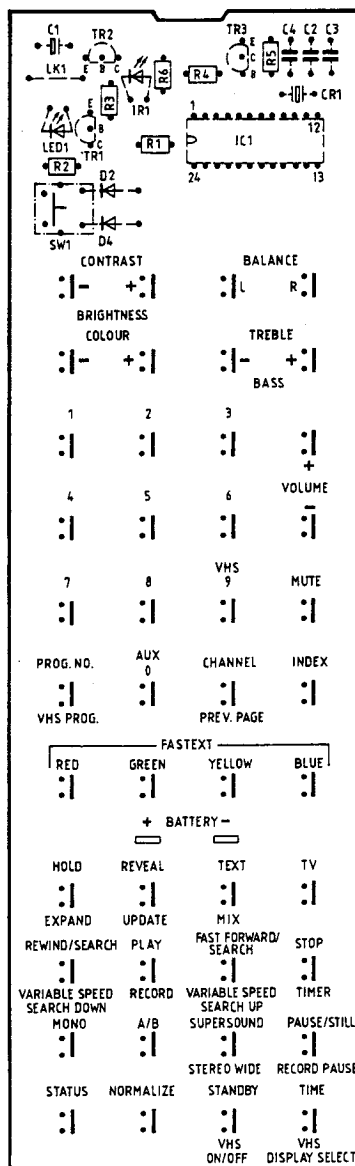 C1 TR2 TR3 C4 C2 C3
E
LK1 E B C R6 R4 C B R5
IR1 CR1
E R3
B
C
LED1 TR1 R1 1 12
IC1
R2 24 13
D2
SW1 D4
CONTRAST BALANCE
- + L R
BRIGHTNESS
COLOUR TREBLE
- + - +
BASS
1 2 3
+
4 5 6 VOLUME
-
VHS
7 8 9 MUTE
PROG. NO. AUX CHANNEL INDEX
0
VHS PROG. PREV. PAGE
FASTEXT
RED GREEN YELLOW BLUE
+ BATTERY -
HOLD REVEAL TEXT TV
EXPAND UPDATE MIX
REWIND/SEARCH PLAY FAST FORWARD/ STOP
SEARCH
VARIABLE SPEED RECORD VARIABLE SPEED TIMER
SEARCH DOWN SEARCH UP
MONO A/B SUPERSOUND PAUSE/STILL
STEREO WIDE RECORD PAUSE
STATUS NORMALIZE STANDBY TIME
VHS VHS
ON/OFF DISPLAY SELECT